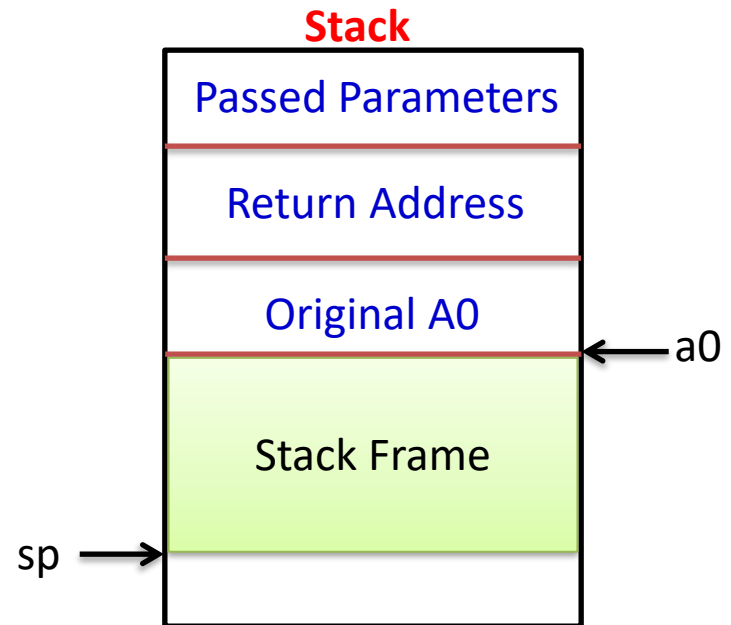 Stack
Passed Parameters
Return Address
Original A0
a0
Stack Frame
sp